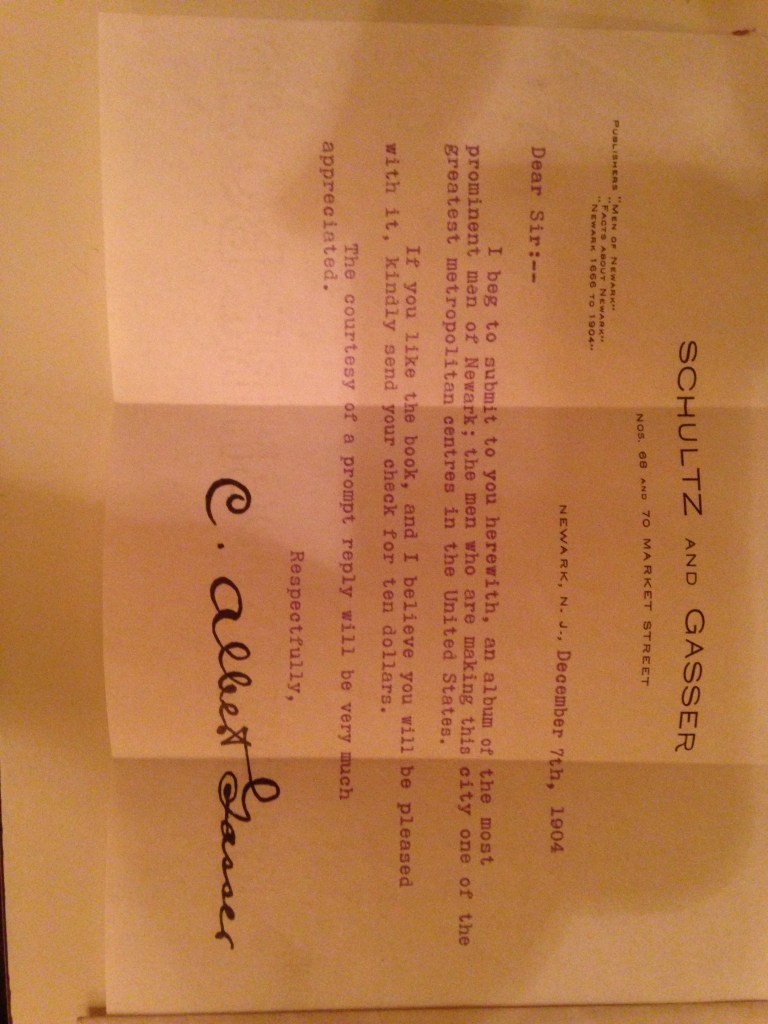 SCHULTZ AND GASSER
NOS. 68 AND 70 MARKET STREET
PUBLISHERS "MEN OF NEWARK"
"FACTS ABOUT NEWARK"
"NEWARK 1666 TO 1904"
NEWARK, N. J., December 7th, 1904
Dear Sir:--
I beg to submit to you herewith, an album of the most
prominent men of Newark; the men who are making this city one of the
greatest metropolitan centres in the United States.
If you like the book, and I believe you will be pleased
with it, kindly send your check for ten dollars.
The courtesy of a prompt reply will be very much
appreciated.
Respectfully,
C. Albert Gasser